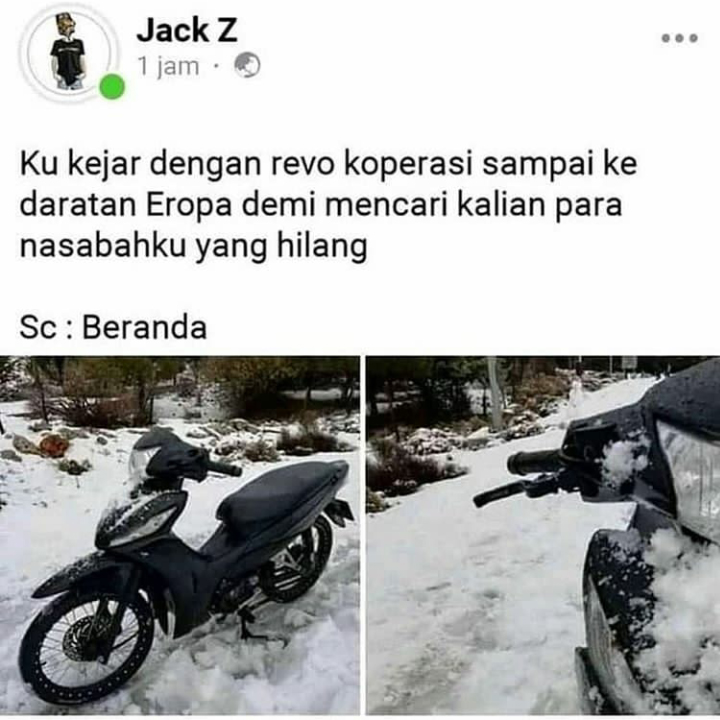 Jack Z
1 jam ·
Ku kejar dengan revo koperasi sampai ke
daratan Eropa demi mencari kalian para
nasabahku yang hilang
Sc : Beranda